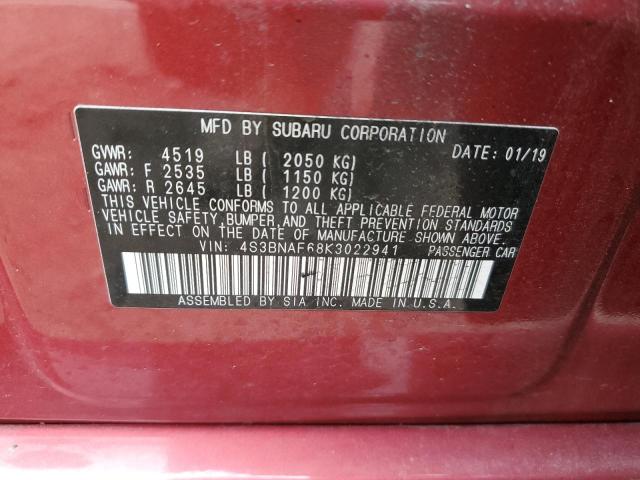 MFD BY SUBARU CORPORATION
GVWR: 4519 LB ( 2050 KG) DATE: 01/19
GAWR: F 2535 LB ( 1150 KG)
GAWR: R 2645 LB ( 1200 KG)
THIS VEHICLE CONFORMS TO ALL APPLICABLE FEDERAL MOTOR
VEHICLE SAFETY, BUMPER, AND THEFT PREVENTION STANDARDS
IN EFFECT ON THE DATE OF MANUFACTURE SHOWN ABOVE.
VIN: 4S3BNAF68K3022941 PASSENGER CAR
ASSEMBLED BY SIA INC. MADE IN U.S.A.